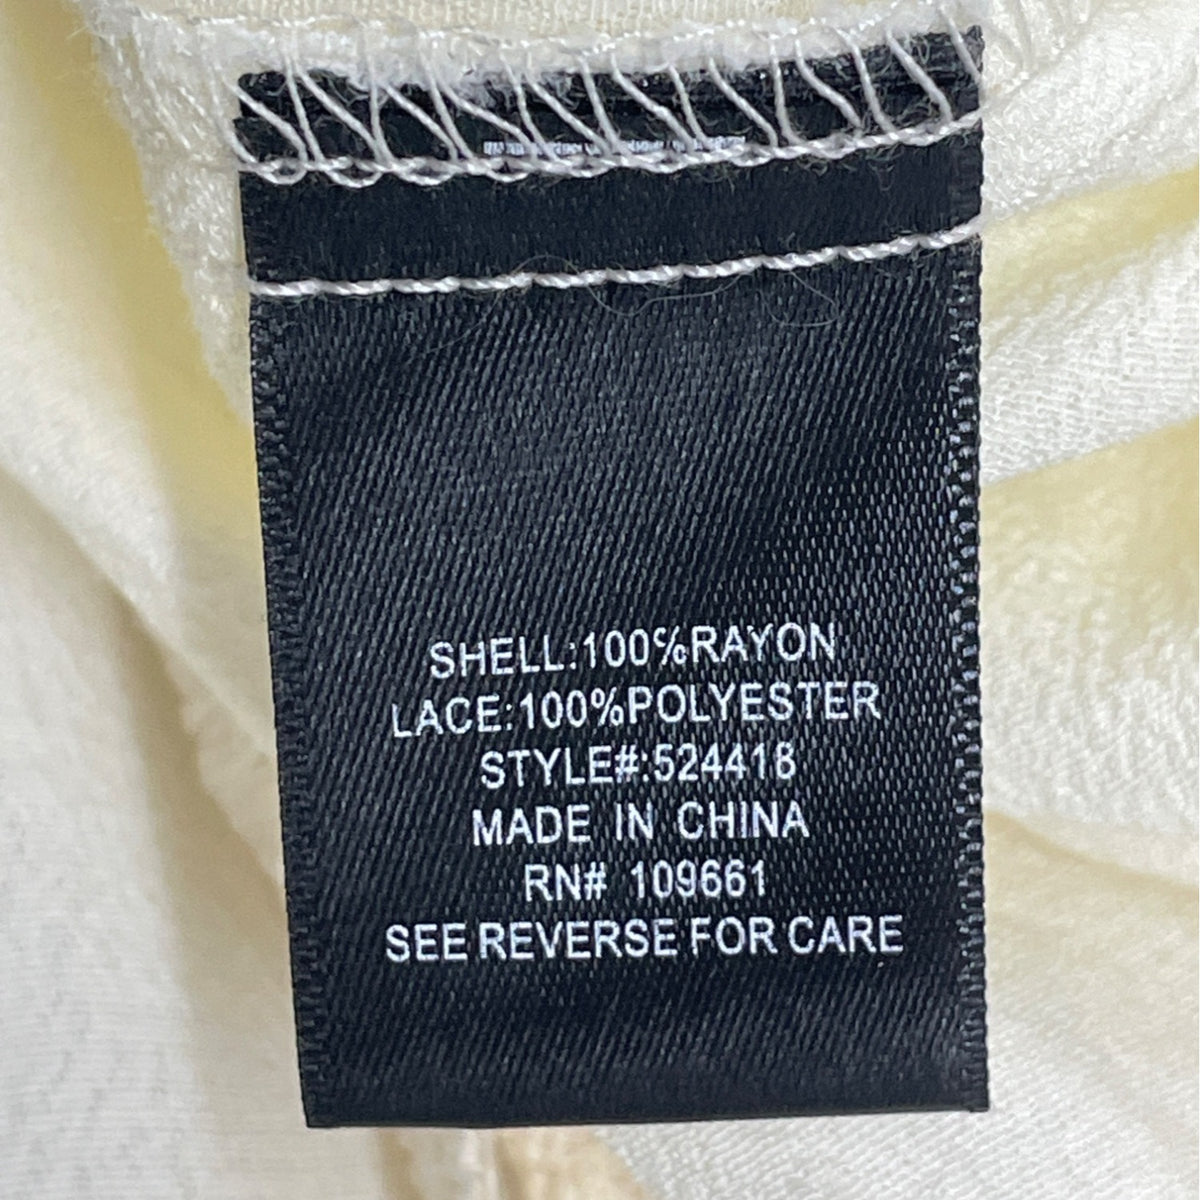 SHELL:100%RAYON
LACE:100%POLYESTER
STYLE#:524418
MADE IN CHINA
RN# 109661
SEE REVERSE FOR CARE